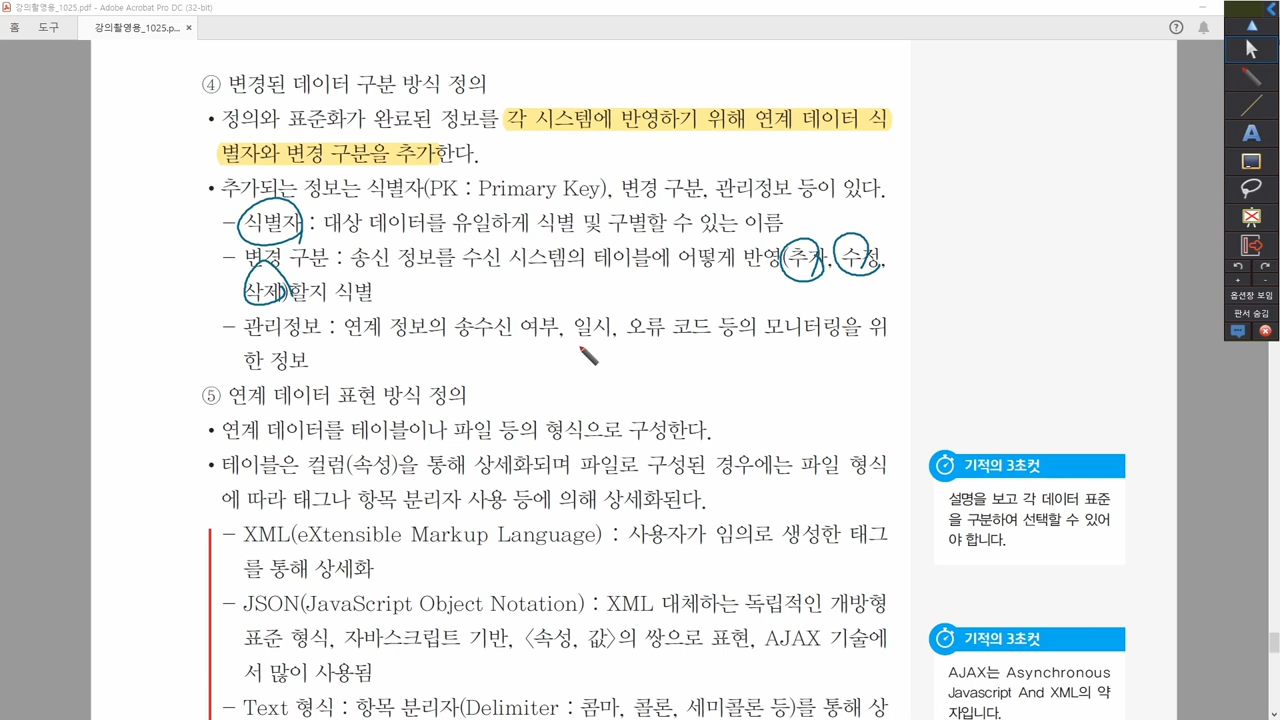 강의촬영용_1025.pdf - Adobe Acrobat Pro DC (32-bit)
홈 도구 강의촬영용_1025.p... ×
④ 변경된 데이터 구분 방식 정의
• 정의와 표준화가 완료된 정보를 각 시스템에 반영하기 위해 연계 데이터 식
별자와 변경 구분을 추가한다.
• 추가되는 정보는 식별자(PK : Primary Key), 변경 구분, 관리정보 등이 있다.
– 식별자 : 대상 데이터를 유일하게 식별 및 구별할 수 있는 이름
– 변경 구분 : 송신 정보를 수신 시스템의 테이블에 어떻게 반영(추가, 수정,
삭제)할지 식별
– 관리정보 : 연계 정보의 송수신 여부, 일시, 오류 코드 등의 모니터링을 위
한 정보
⑤ 연계 데이터 표현 방식 정의
• 연계 데이터를 테이블이나 파일 등의 형식으로 구성한다.
• 테이블은 컬럼(속성)을 통해 상세화되며 파일로 구성된 경우에는 파일 형식
에 따라 태그나 항목 분리자 사용 등에 의해 상세화된다.
– XML(eXtensible Markup Language) : 사용자가 임의로 생성한 태그
를 통해 상세화
– JSON(JavaScript Object Notation) : XML 대체하는 독립적인 개방형
표준 형식, 자바스크립트 기반, 〈속성, 값〉의 쌍으로 표현, AJAX 기술에
서 많이 사용됨
– Text 형식 : 항목 분리자(Delimiter : 콤마, 콜론, 세미콜론 등)를 통해 상
기적의 3초컷
설명을 보고 각 데이터 표준
을 구분하여 선택할 수 있어
야 합니다.
기적의 3초컷
AJAX는 Asynchronous
Javascript And XML의 약
자입니다.
A
+ -
옵션창 보임
판서 숨김